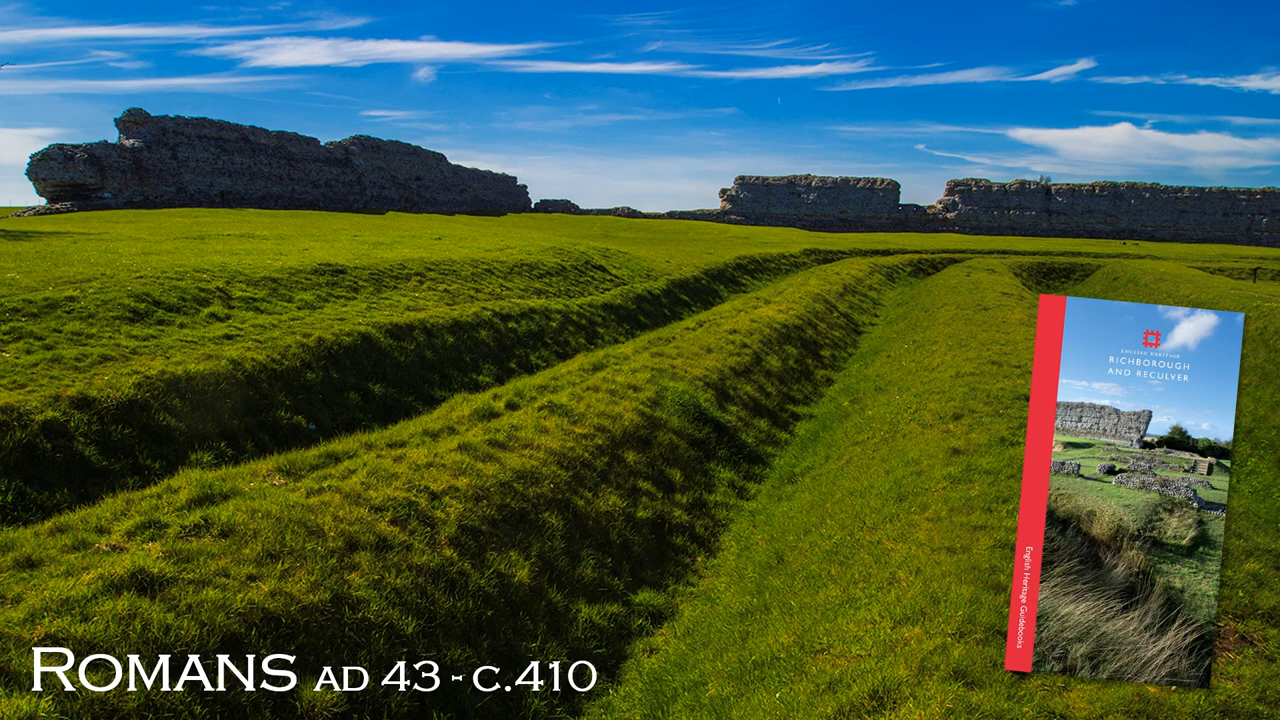 ENGLISH HERITAGE
RICHBOROUGH
AND RECULVER
English Heritage Guidebooks
ROMANS AD 43 - C.410